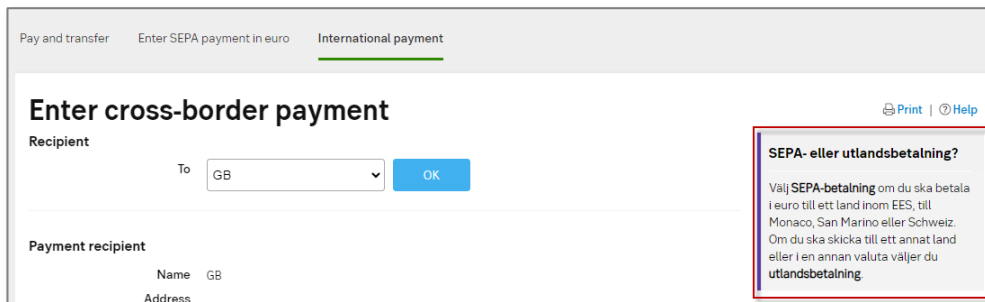 Pay and transfer Enter SEPA payment in euro International payment
Enter cross-border payment
Print | Help
Recipient
To GB OK
SEPA- eller utlandsbetalning?
Välj SEPA-betalning om du ska betala
i euro till ett land inom EES, till
Monaco, San Marino eller Schweiz.
Om du ska skicka till ett annat land
eller i en annan valuta väljer du
utlandsbetalning.
Payment recipient
Name GB
Address